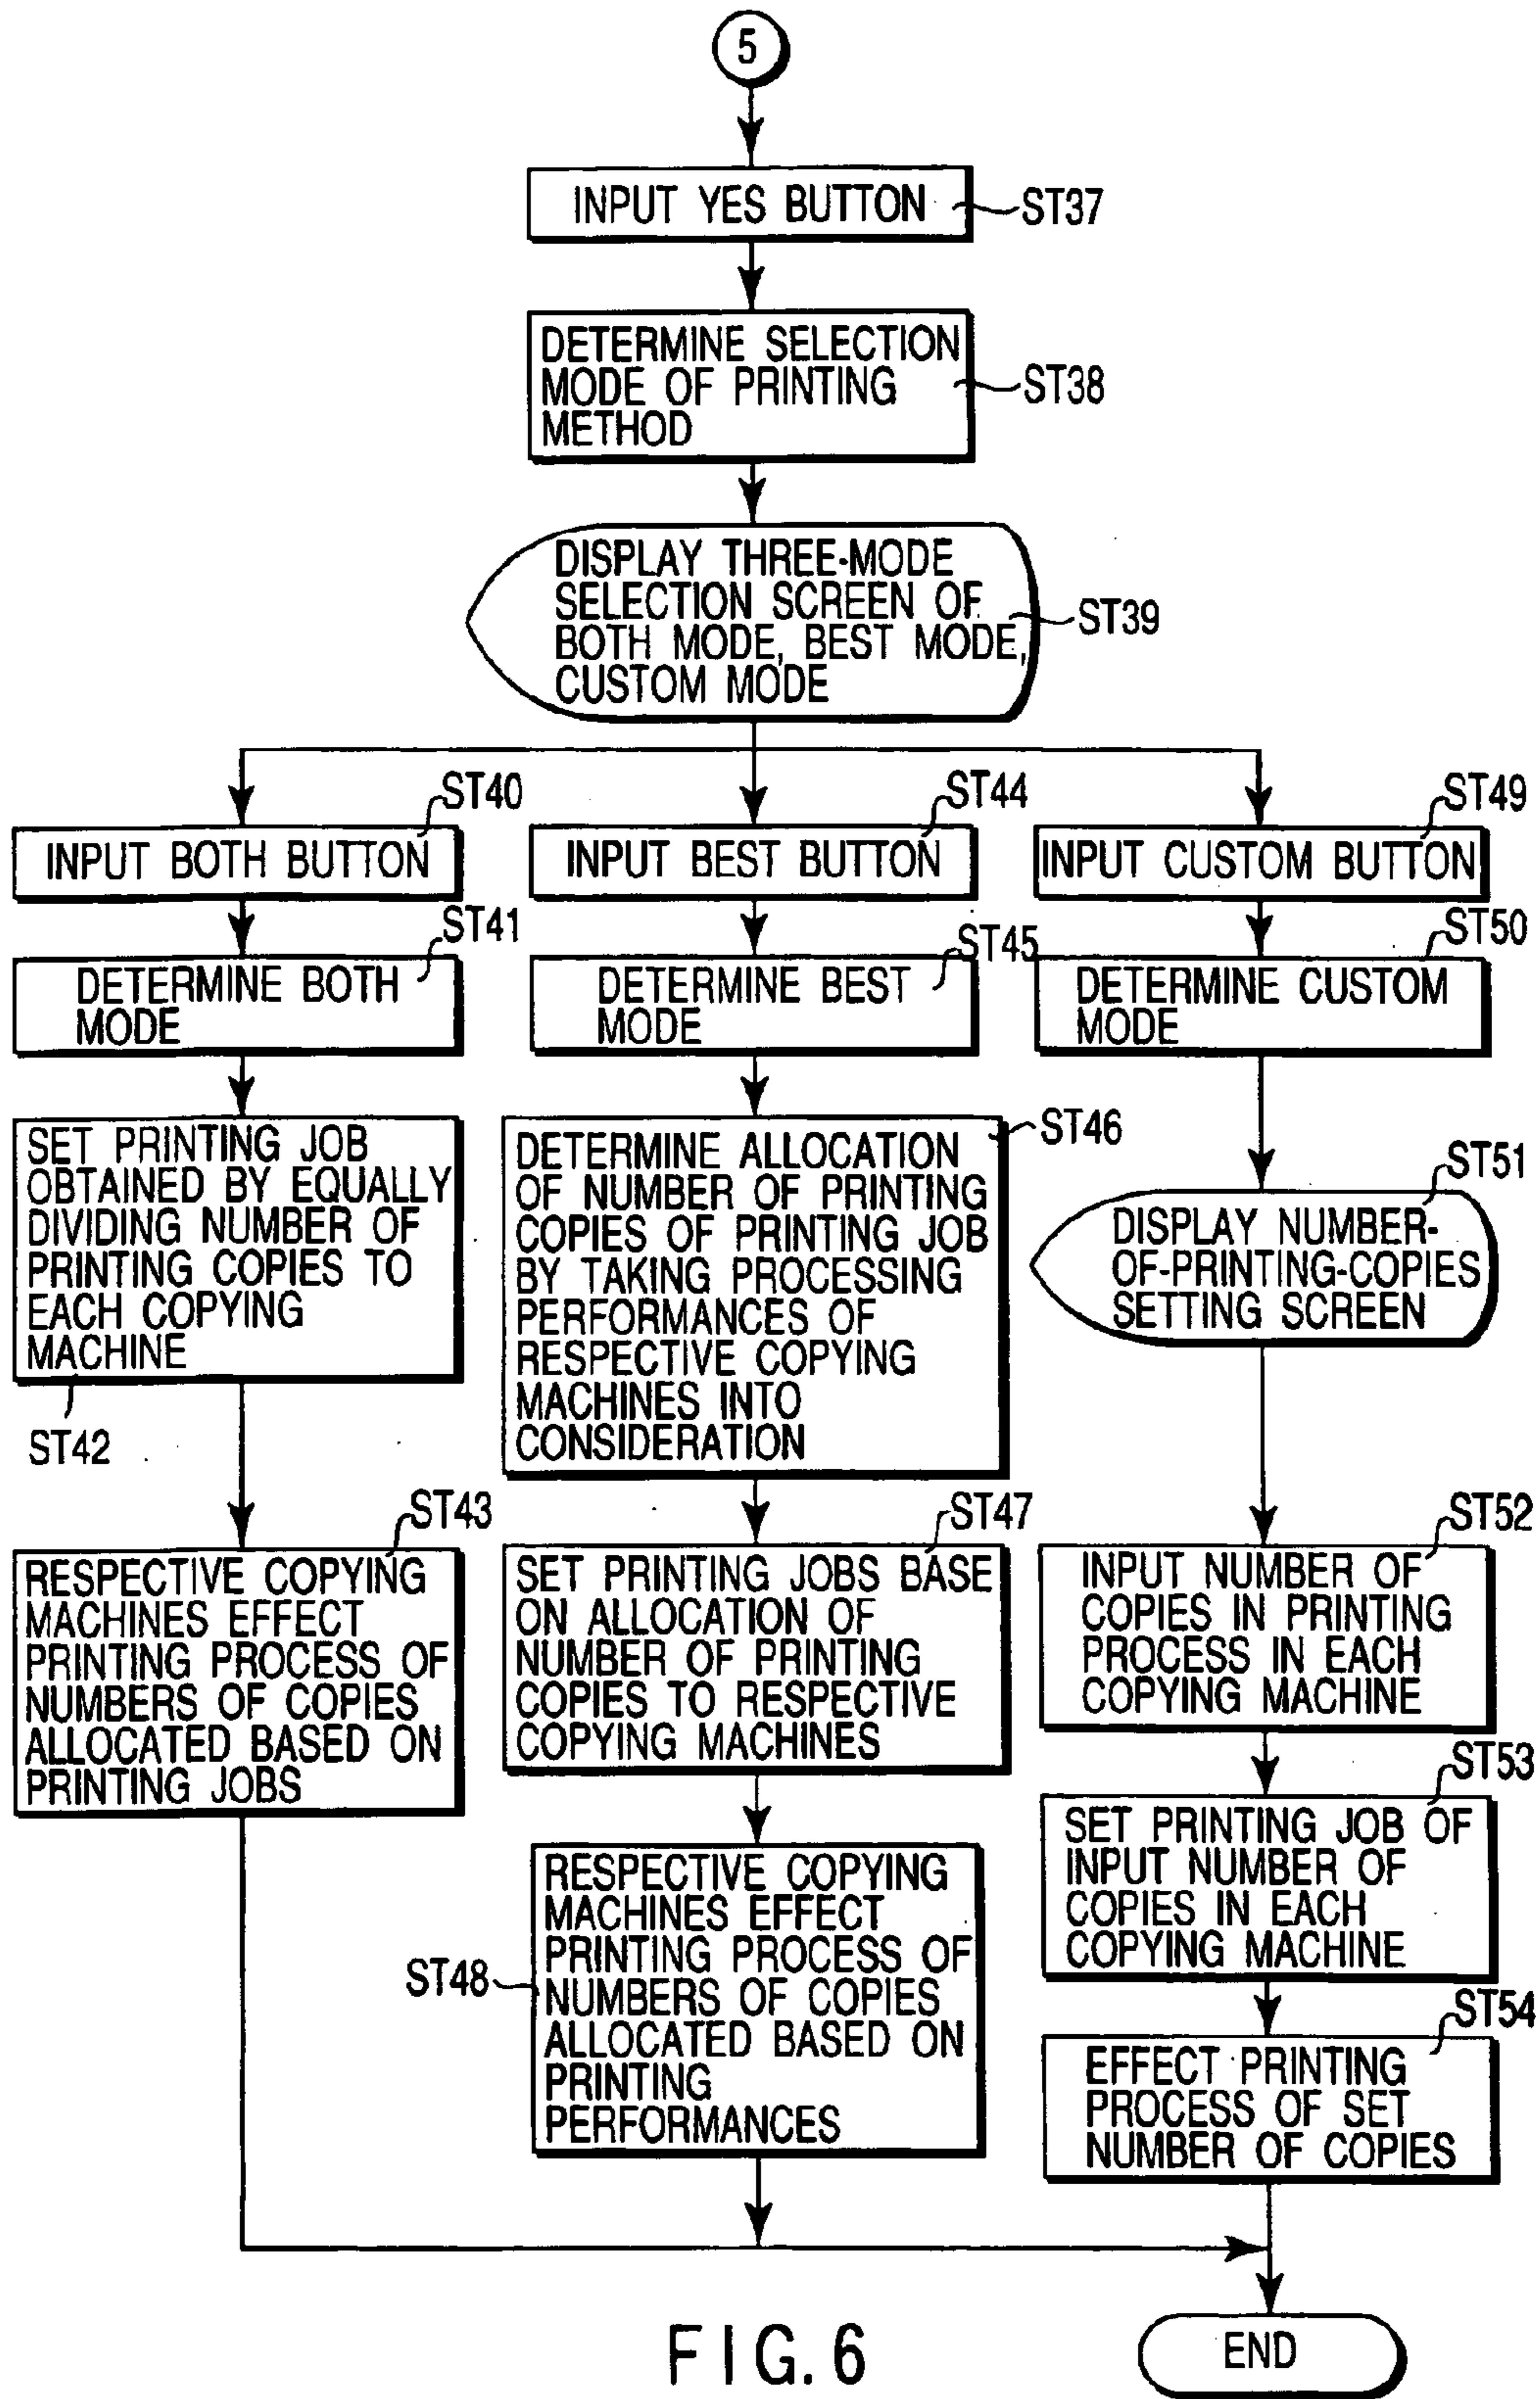 5
INPUT YES BUTTON
ST37
DETERMINE SELECTION
MODE OF PRINTING
METHOD
ST38
DISPLAY THREE-MODE
SELECTION SCREEN OF
BOTH MODE, BEST MODE,
CUSTOM MODE
ST39
ST40
INPUT BOTH BUTTON
ST41
DETERMINE BOTH
MODE
SET PRINTING JOB
OBTAINED BY EQUALLY
DIVIDING NUMBER OF
PRINTING COPIES TO
EACH COPYING
MACHINE
ST42
ST43
RESPECTIVE COPYING
MACHINES EFFECT
PRINTING PROCESS OF
NUMBERS OF COPIES
ALLOCATED BASED ON
PRINTING JOBS
ST44
INPUT BEST BUTTON
ST45
DETERMINE BEST
MODE
ST46
DETERMINE ALLOCATION
OF NUMBER OF PRINTING
COPIES OF PRINTING JOB
BY TAKING PROCESSING
PERFORMANCES OF
RESPECTIVE COPYING
MACHINES INTO
CONSIDERATION
ST47
SET PRINTING JOBS BASE
ON ALLOCATION OF
NUMBER OF PRINTING
COPIES TO RESPECTIVE
COPYING MACHINES
ST48
RESPECTIVE COPYING
MACHINES EFFECT
PRINTING PROCESS OF
NUMBERS OF COPIES
ALLOCATED BASED ON
PRINTING
PERFORMANCES
ST49
INPUT CUSTOM BUTTON
ST50
DETERMINE CUSTOM
MODE
ST51
DISPLAY NUMBER-
OF-PRINTING-COPIES
SETTING SCREEN
ST52
INPUT NUMBER OF
COPIES IN PRINTING
PROCESS IN EACH
COPYING MACHINE
ST53
SET PRINTING JOB OF
INPUT NUMBER OF
COPIES IN EACH
COPYING MACHINE
ST54
EFFECT PRINTING
PROCESS OF SET
NUMBER OF COPIES
END
FIG. 6